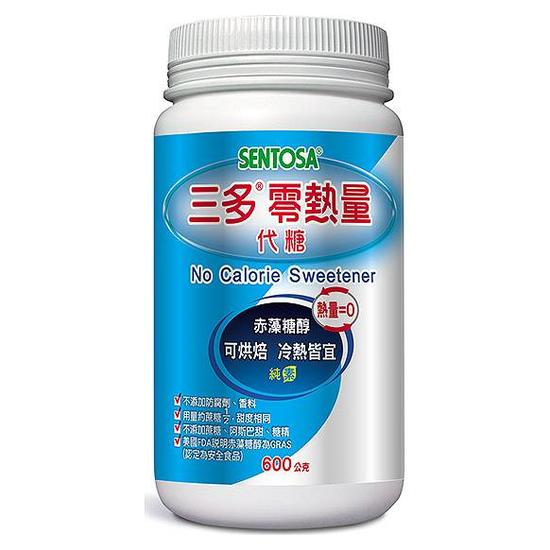 SENTOSA®
三多®零熱量
代糖
No Calorie Sweetener
熱量=0
赤藻糖醇
可烘焙 冷熱皆宜
純素
不添加防腐劑、香料
用量約蔗糖1/2,甜度相同
不添加蔗糖、阿斯巴甜、糖精
美國FDA説明赤藻糖醇為GRAS
(認定為安全食品)
600公克